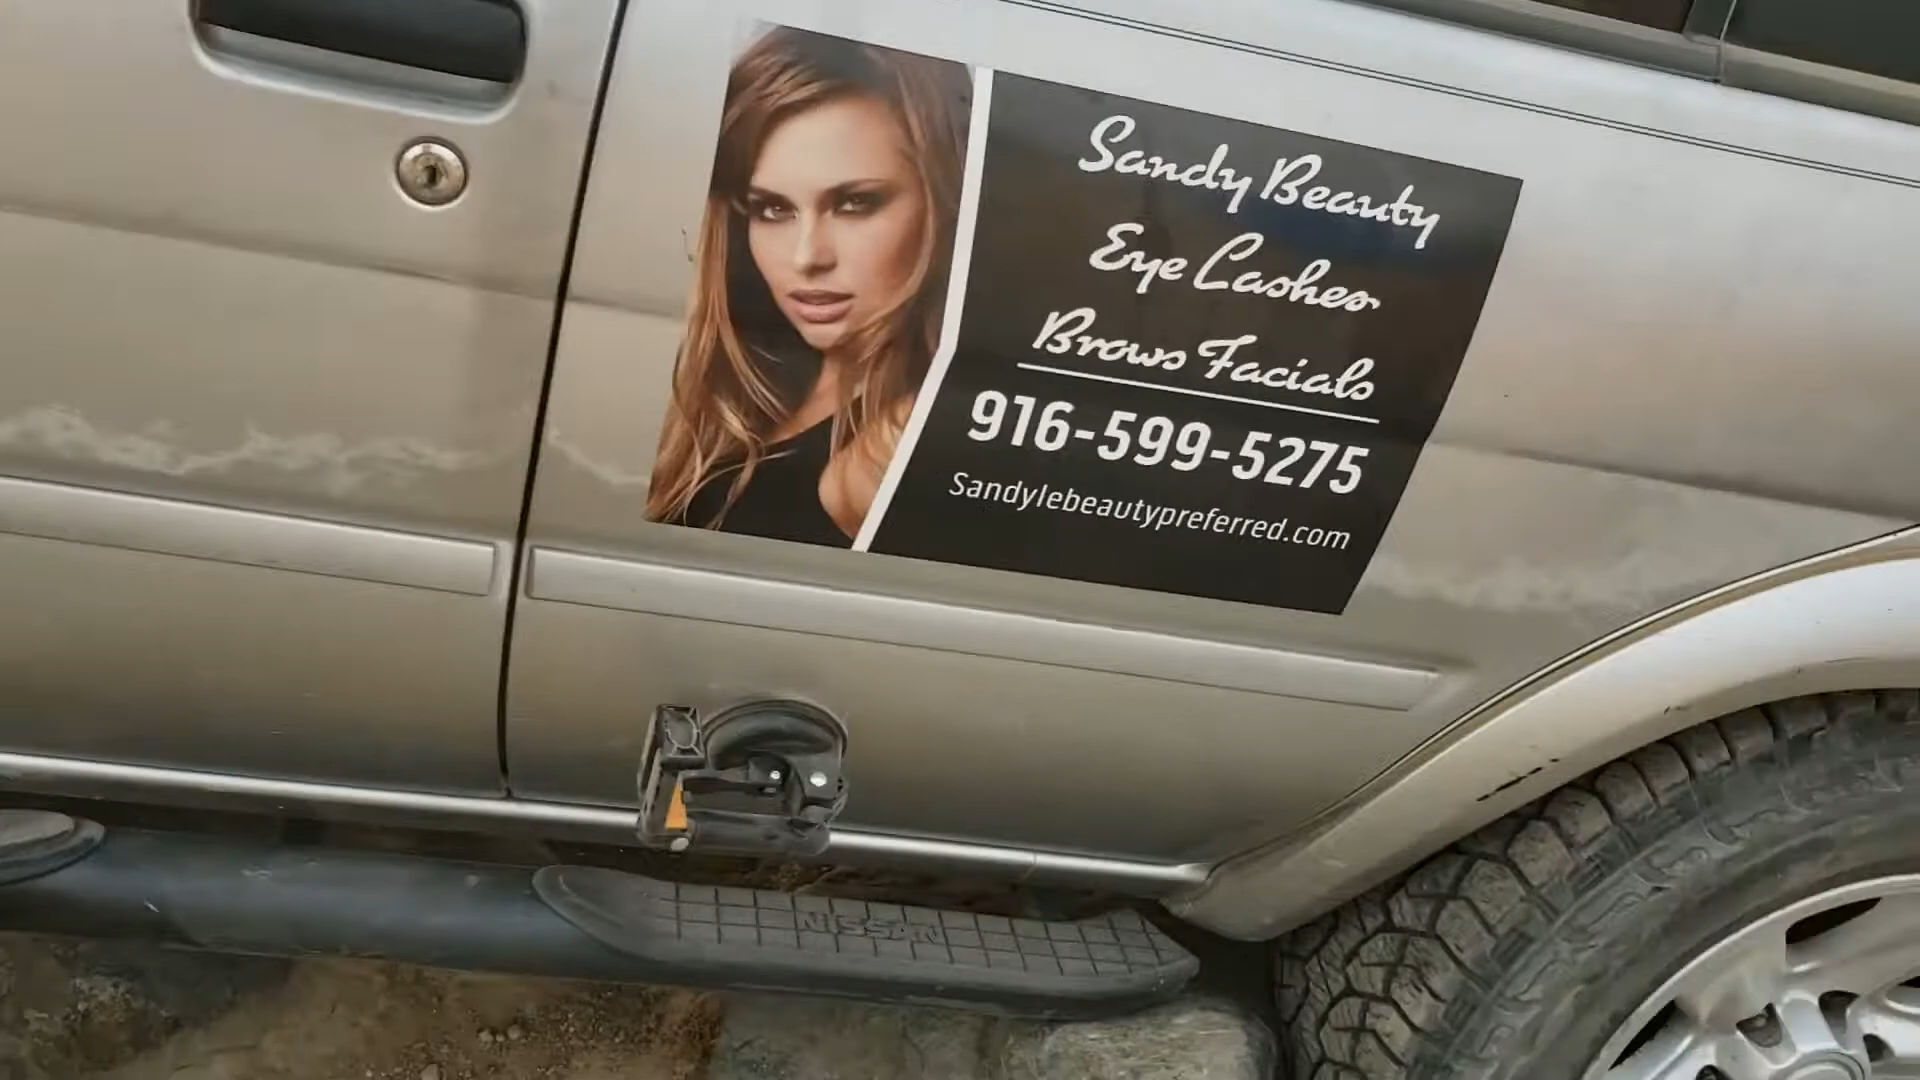 Sandy Beauty
Eye Lashes
Brows Facials
916-599-5275
Sandylebeautypreferred.com
NISSAN